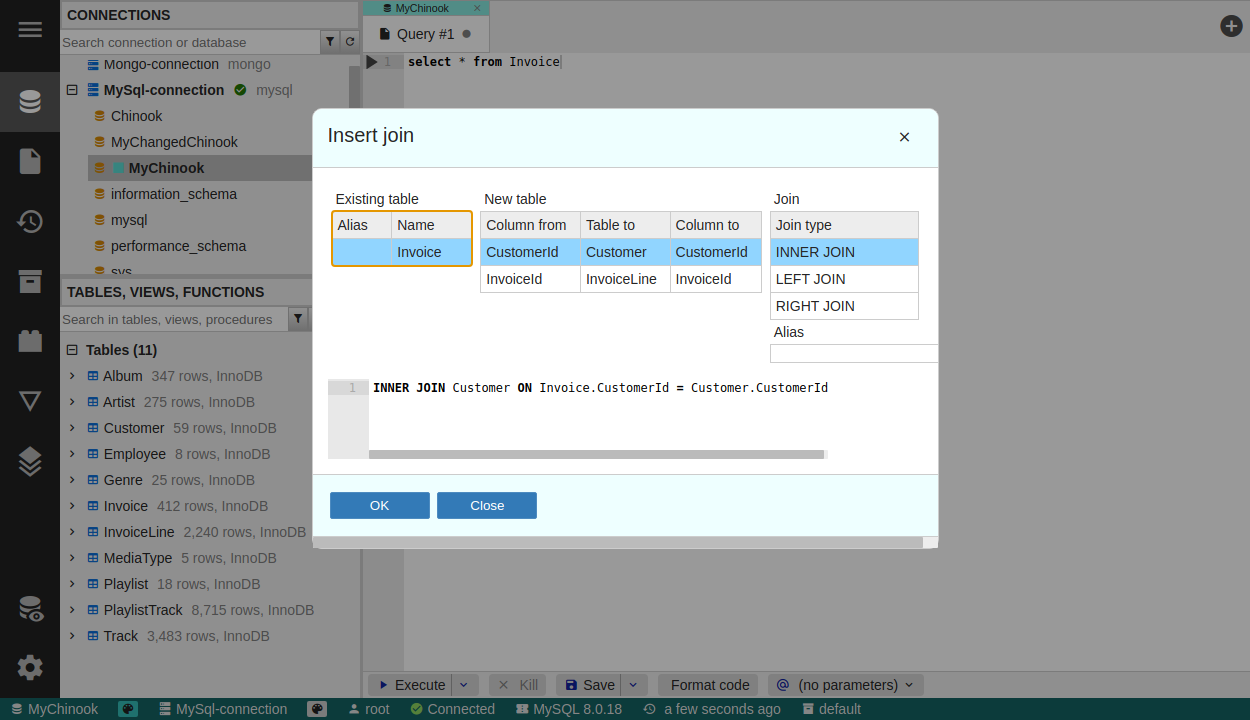 CONNECTIONS
Search connection or database
Mongo-connection mongo
MySql-connection mysql
Chinook
MyChangedChinook
MyChinook
information_schema
mysql
performance_schema
sys
TABLES, VIEWS, FUNCTIONS
Search in tables, views, procedures
Tables (11)
Album 347 rows, InnoDB
Artist 275 rows, InnoDB
Customer 59 rows, InnoDB
Employee 8 rows, InnoDB
Genre 25 rows, InnoDB
Invoice 412 rows, InnoDB
InvoiceLine 2,240 rows, InnoDB
MediaType 5 rows, InnoDB
Playlist 18 rows, InnoDB
PlaylistTrack 8,715 rows, InnoDB
Track 3,483 rows, InnoDB
MyChinook
Query #1
1 select * from Invoice
Insert join
Existing table
Alias Name
Invoice
New table
Column from Table to Column to
CustomerId Customer CustomerId
InvoiceId InvoiceLine InvoiceId
Join
Join type
INNER JOIN
LEFT JOIN
RIGHT JOIN
Alias
1 INNER JOIN Customer ON Invoice.CustomerId = Customer.CustomerId
OK Close
Execute Kill Save Format code (no parameters)
MyChinook MySql-connection root Connected MySQL 8.0.18 a few seconds ago default